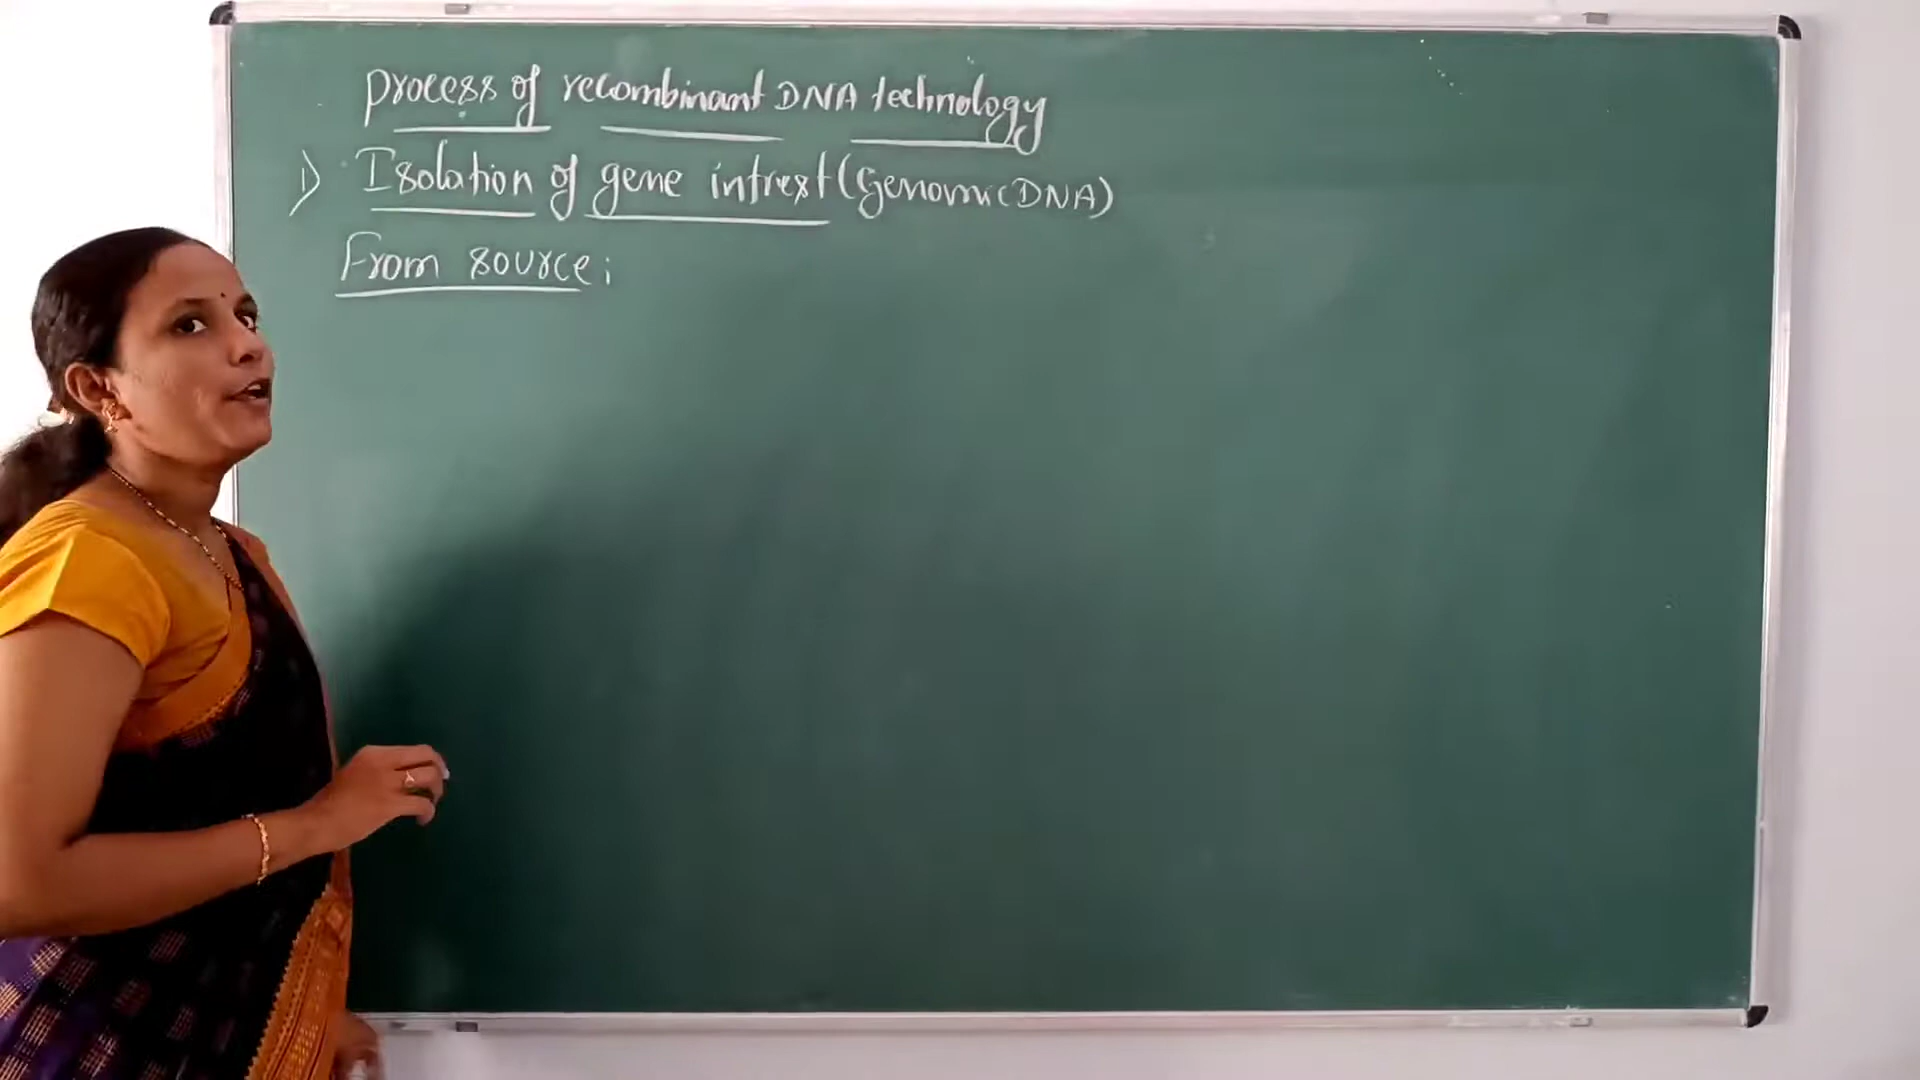 Process of recombinant DNA technology
1) Isolation of gene intrest (Genomic DNA)
From source;